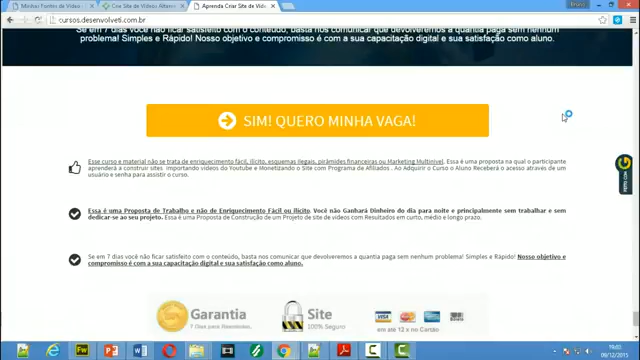 Minhas Fontes de Vídeo
Crie Site de Vídeos Altern
Aprenda Criar Site de Víd
cursos.desenvolveti.com.br
Se em 7 dias você não ficar satisfeito com o conteúdo, basta nos comunicar que devolveremos a quantia paga sem nenhum
problema! Simples e Rápido! Nosso objetivo e compromisso é com a sua capacitação digital e sua satisfação como aluno.
SIM! QUERO MINHA VAGA!
Esse curso e material não se trata de enriquecimento fácil, ilícito, esquemas ilegais, pirâmides financeiras ou Marketing Multinível. Essa é uma proposta na qual o participante
aprenderá a construir sites. Importando vídeos do Youtube e Monetizando o Site com Programa de Afiliados . Ao Adquirir o Curso o Aluno Receberá o acesso através de um
usuário e senha para assistir o curso.
Essa é uma Proposta de Trabalho e não de Enriquecimento Fácil ou ilícito. Você não Ganhará Dinheiro do dia para noite e principalmente sem trabalhar e sem
dedicar-se ao seu projeto. Essa é uma Proposta de Construção de um Projeto de site de vídeos com Resultados em curto, médio e longo prazo.
Se em 7 dias você não ficar satisfeito com o conteúdo, basta nos comunicar que devolveremos a quantia paga sem nenhum problema! Simples e Rápido! Nosso objetivo e
compromisso é com a sua capacitação digital e sua satisfação como aluno.
FEITO COM
Garantia
7 Dias para Reembolso
Site
100% Seguro
VISA
em até 12 x no Cartão
Fw
09/12/2015